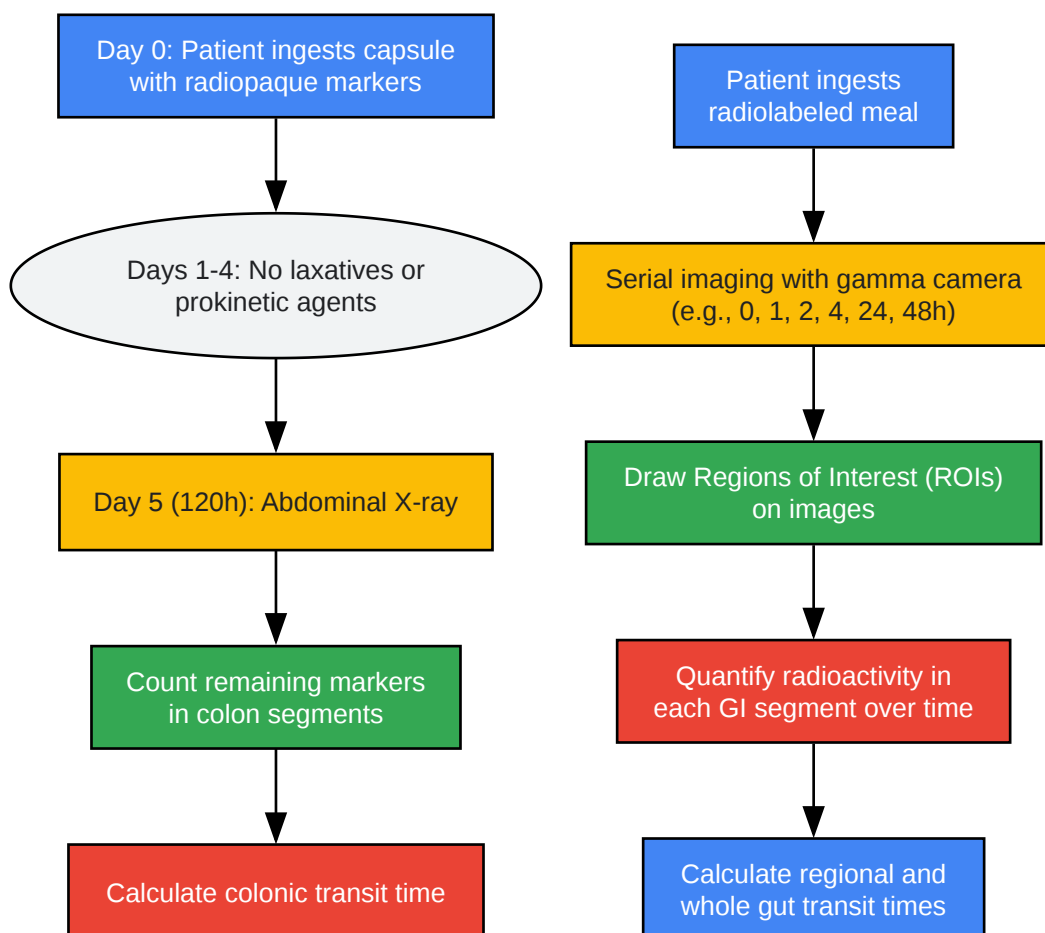 Day 0: Patient ingests capsule
with radiopaque markers
Days 1-4: No laxatives or
prokinetic agents
Day 5 (120h): Abdominal X-ray
Count remaining markers
in colon segments
Calculate colonic transit time
Patient ingests
radiolabeled meal
Serial imaging with gamma camera
(e.g., 0, 1, 2, 4, 24, 48h)
Draw Regions of Interest (ROIs)
on images
Quantify radioactivity in
each GI segment over time
Calculate regional and
whole gut transit times